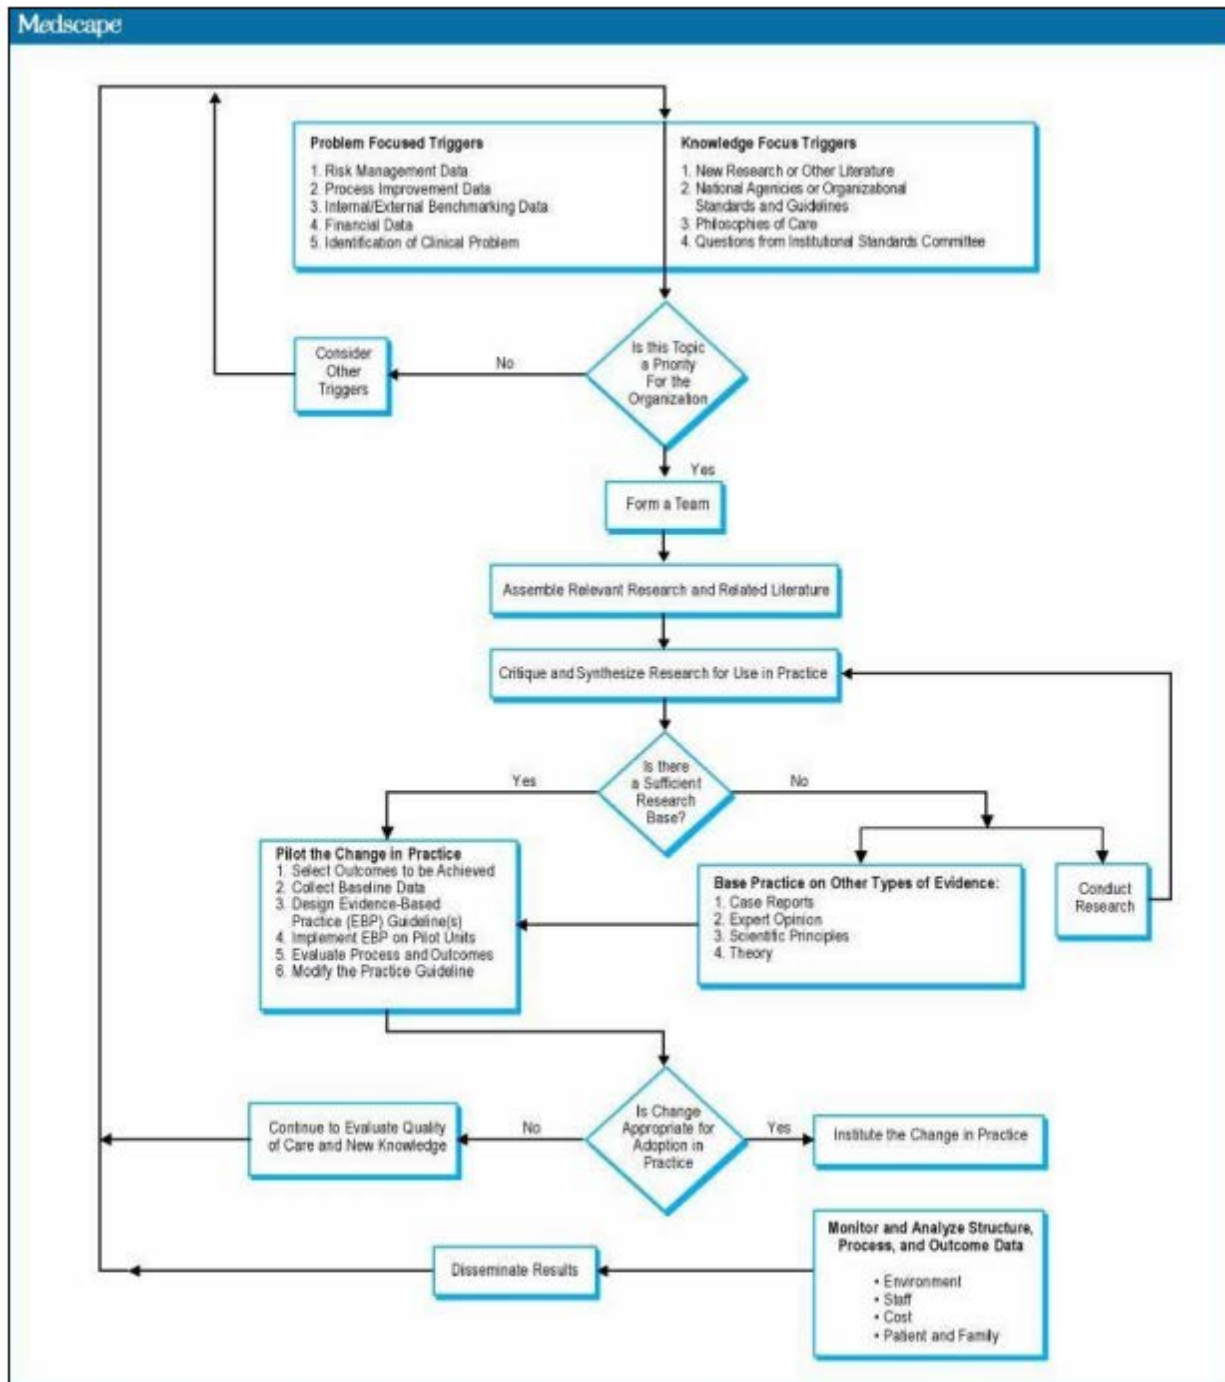 Medscape
Problem Focused Triggers
1. Risk Management Data
2. Process Improvement Data
3. Internal/External Benchmarking Data
4. Financial Data
5. Identification of Clinical Problem
Knowledge Focus Triggers
1. New Research or Other Literature
2. National Agencies or Organizational
Standards and Guidelines
3. Philosophies of Care
4. Questions from Institutional Standards Committee
Is this Topic
a Priority
For the
Organization
No
Consider
Other
Triggers
Yes
Form a Team
Assemble Relevant Research and Related Literature
Critique and Synthesize Research for Use in Practice
Is there
a Sufficient
Research
Base?
Yes
No
Pilot the Change in Practice
1. Select Outcomes to be Achieved
2. Collect Baseline Data
3. Design Evidence-Based
Practice (EBP) Guideline(s)
4. Implement EBP on Pilot Units
5. Evaluate Process and Outcomes
6. Modify the Practice Guideline
Base Practice on Other Types of Evidence:
1. Case Reports
2. Expert Opinion
3. Scientific Principles
4. Theory
Conduct
Research
Is Change
Appropriate for
Adoption in
Practice
No
Continue to Evaluate Quality
of Care and New Knowledge
Yes
Institute the Change in Practice
Monitor and Analyze Structure,
Process, and Outcome Data
• Environment
• Staff
• Cost
• Patient and Family
Disseminate Results